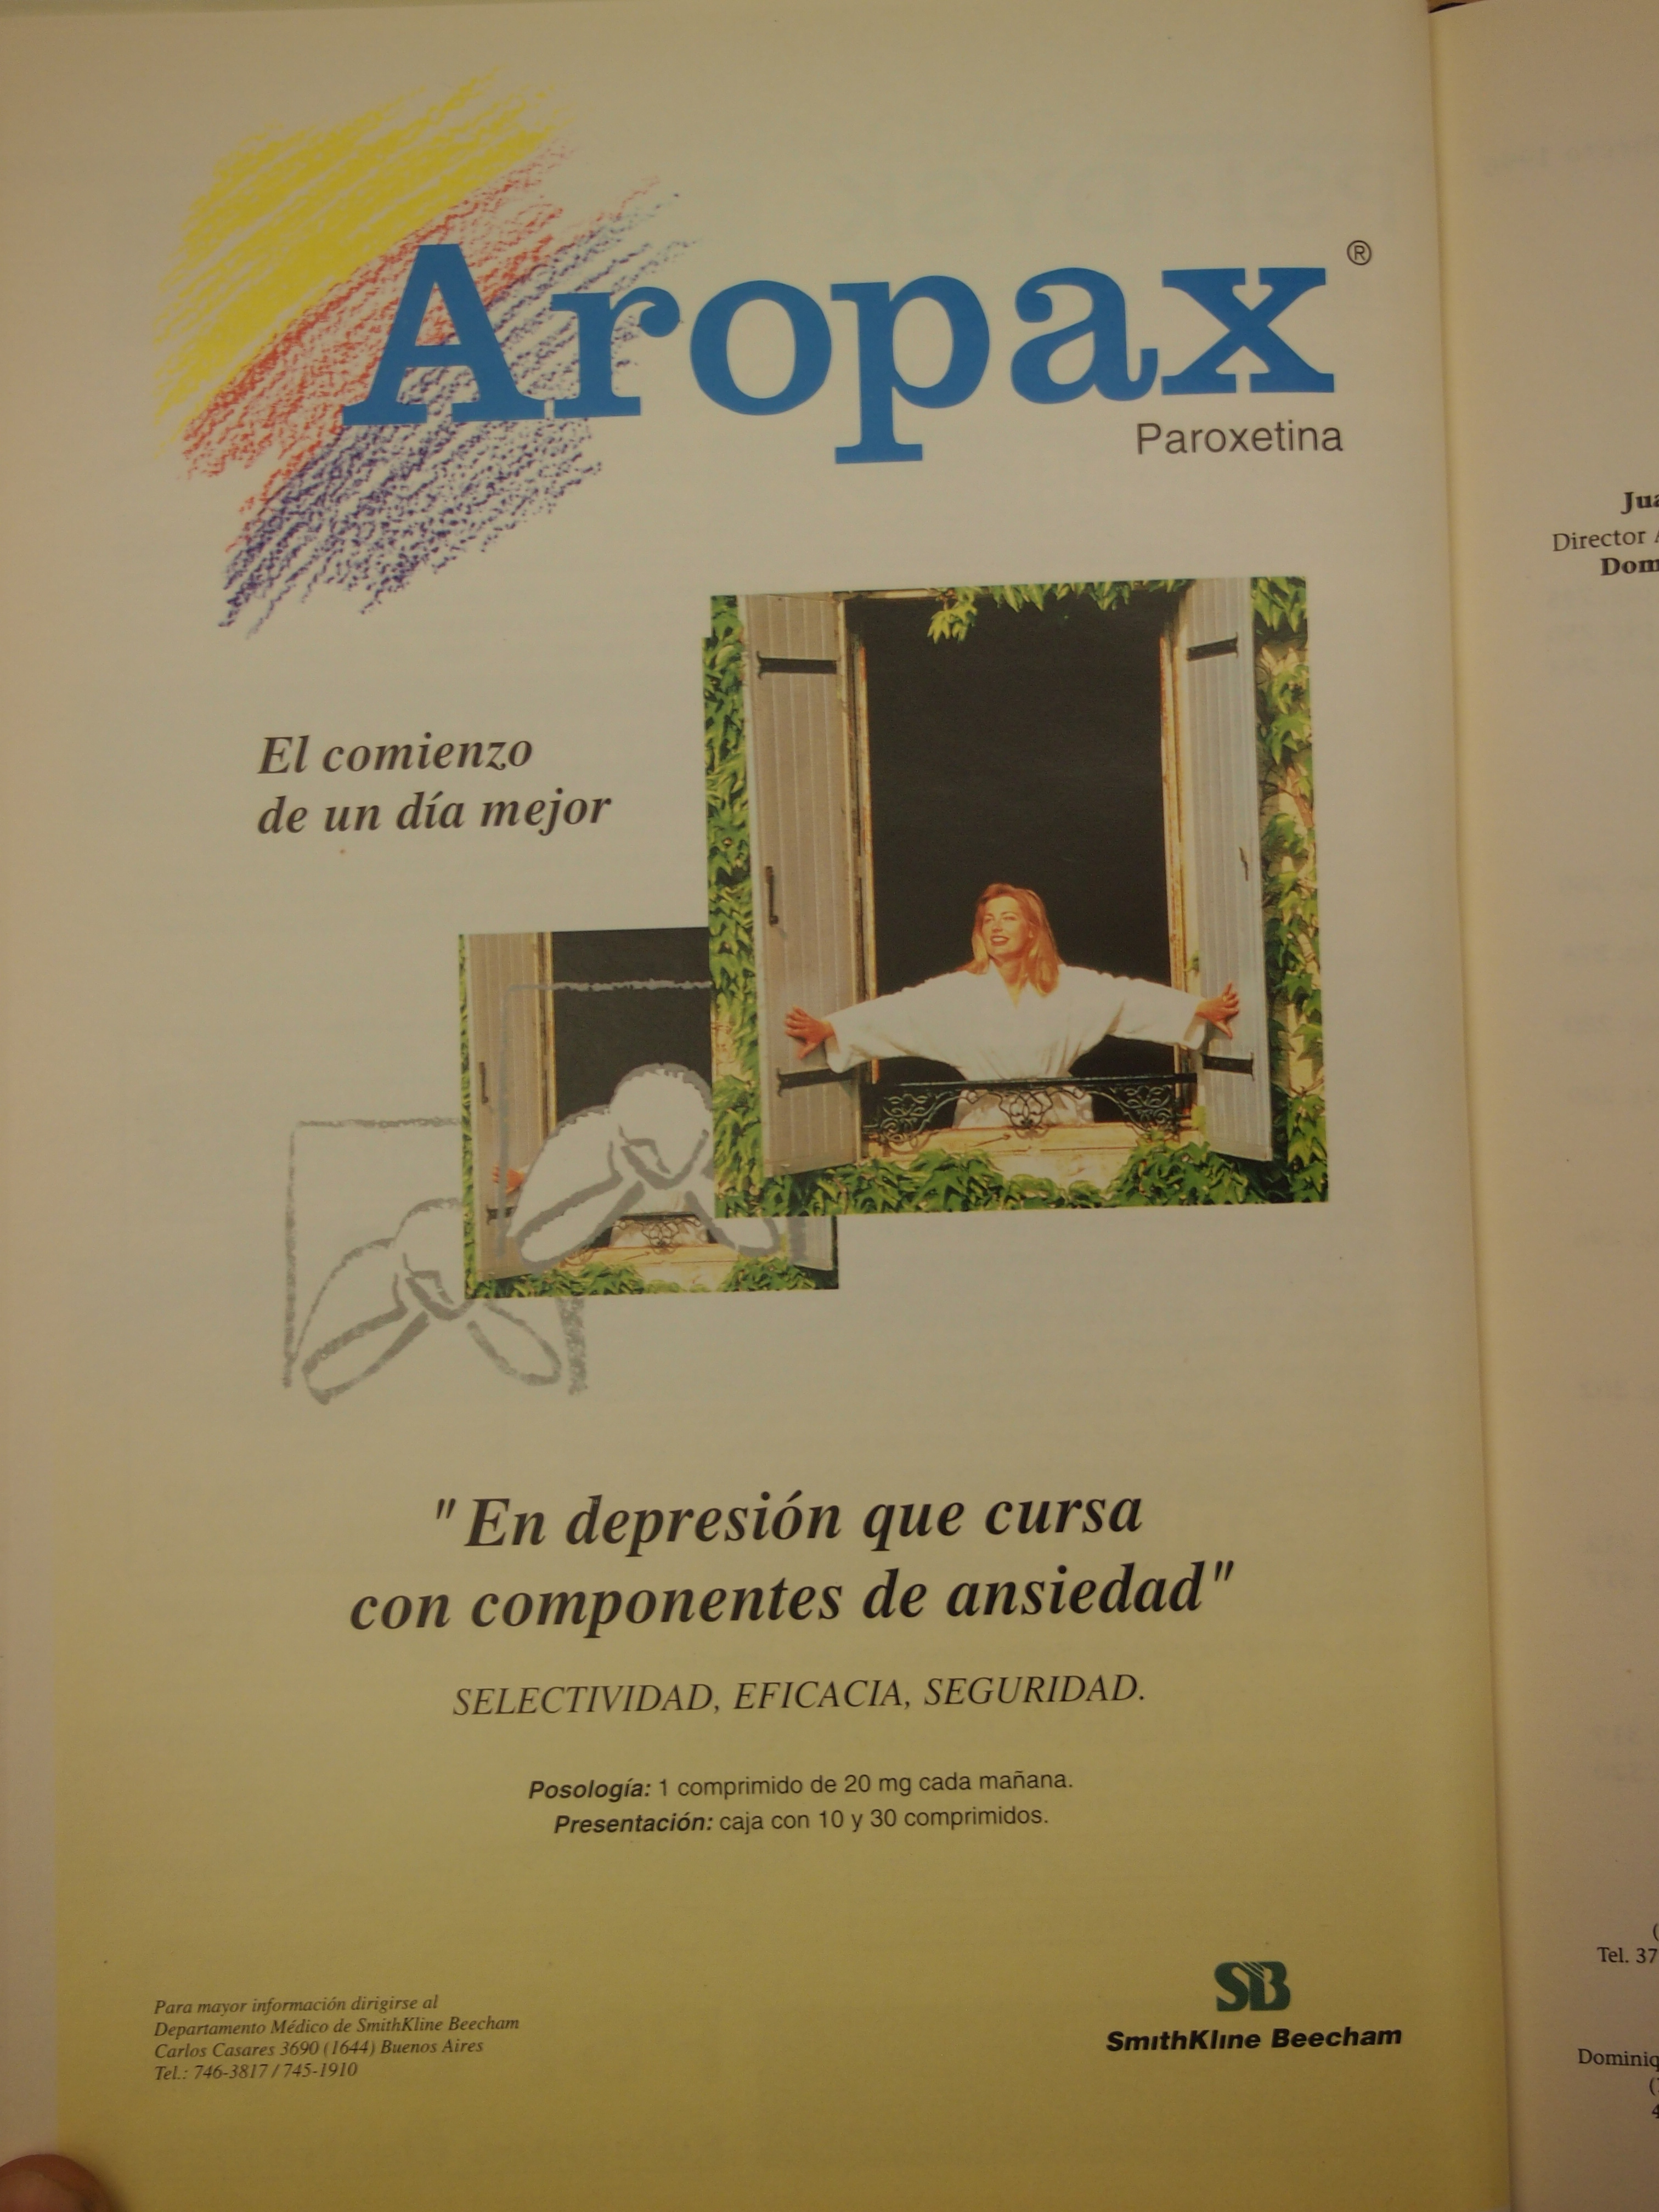 Aropax®
Paroxetina
El comienzo
de un día mejor
"En depresión que cursa
con componentes de ansiedad"
SELECTIVIDAD, EFICACIA, SEGURIDAD.
Posología: 1 comprimido de 20 mg cada mañana.
Presentación: caja con 10 y 30 comprimidos.
Para mayor información dirigirse al
Departamento Médico de SmithKline Beecham
Carlos Casares 3690 (1644) Buenos Aires
Tel.: 746-3817 / 745-1910
SB
SmithKline Beecham
Director
Tel. 37